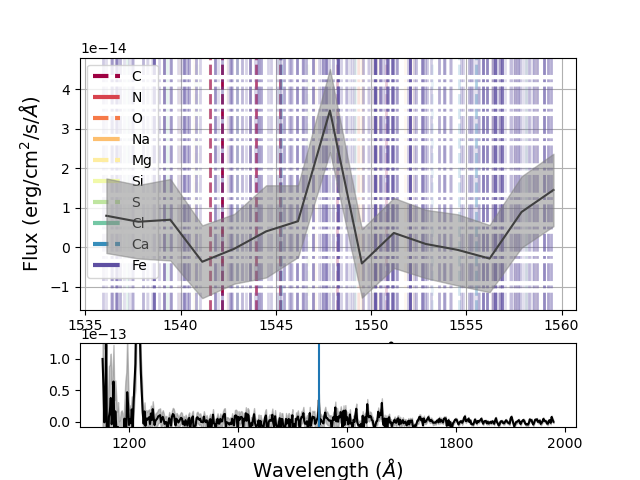 1e−14
Flux (erg/cm²/s/Å)
4
3
2
1
0
−1
C
N
O
Na
Mg
Si
S
Cl
Ca
Fe
1535 1540 1545 1550 1555 1560
1e−13
1.0
0.5
0.0
1200 1400 1600 1800 2000
Wavelength (Å)